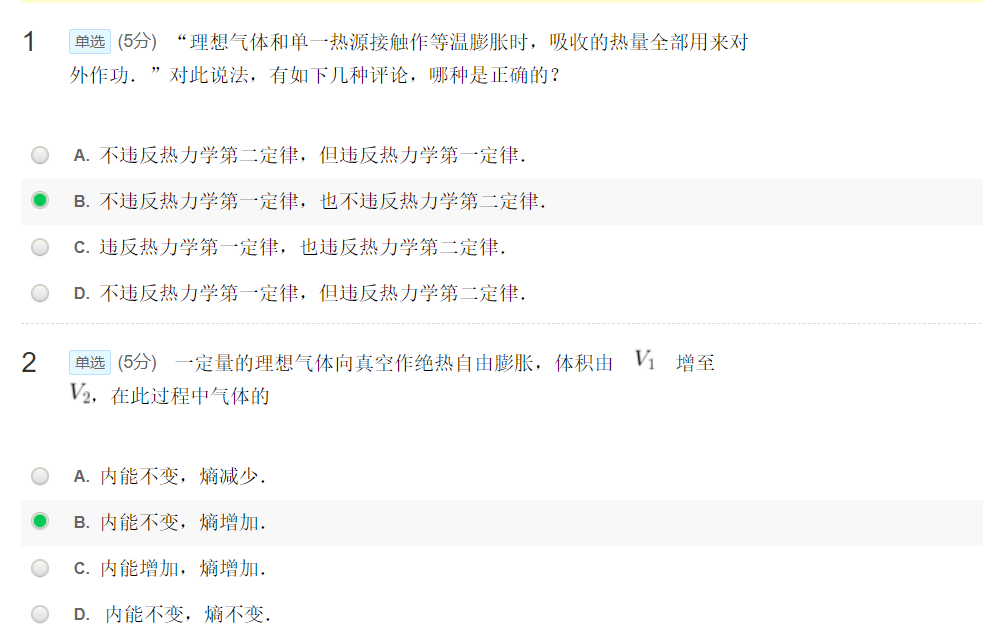 1 单选 (5分) “理想气体和单一热源接触作等温膨胀时，吸收的热量全部用来对
外作功．”对此说法，有如下几种评论，哪种是正确的？
A. 不违反热力学第二定律，但违反热力学第一定律．
B. 不违反热力学第一定律，也不违反热力学第二定律．
C. 违反热力学第一定律，也违反热力学第二定律．
D. 不违反热力学第一定律，但违反热力学第二定律．
2 单选 (5分) 一定量的理想气体向真空作绝热自由膨胀，体积由 V₁ 增至
V₂，在此过程中气体的
A. 内能不变，熵减少．
B. 内能不变，熵增加．
C. 内能增加，熵增加．
D. 内能不变，熵不变．